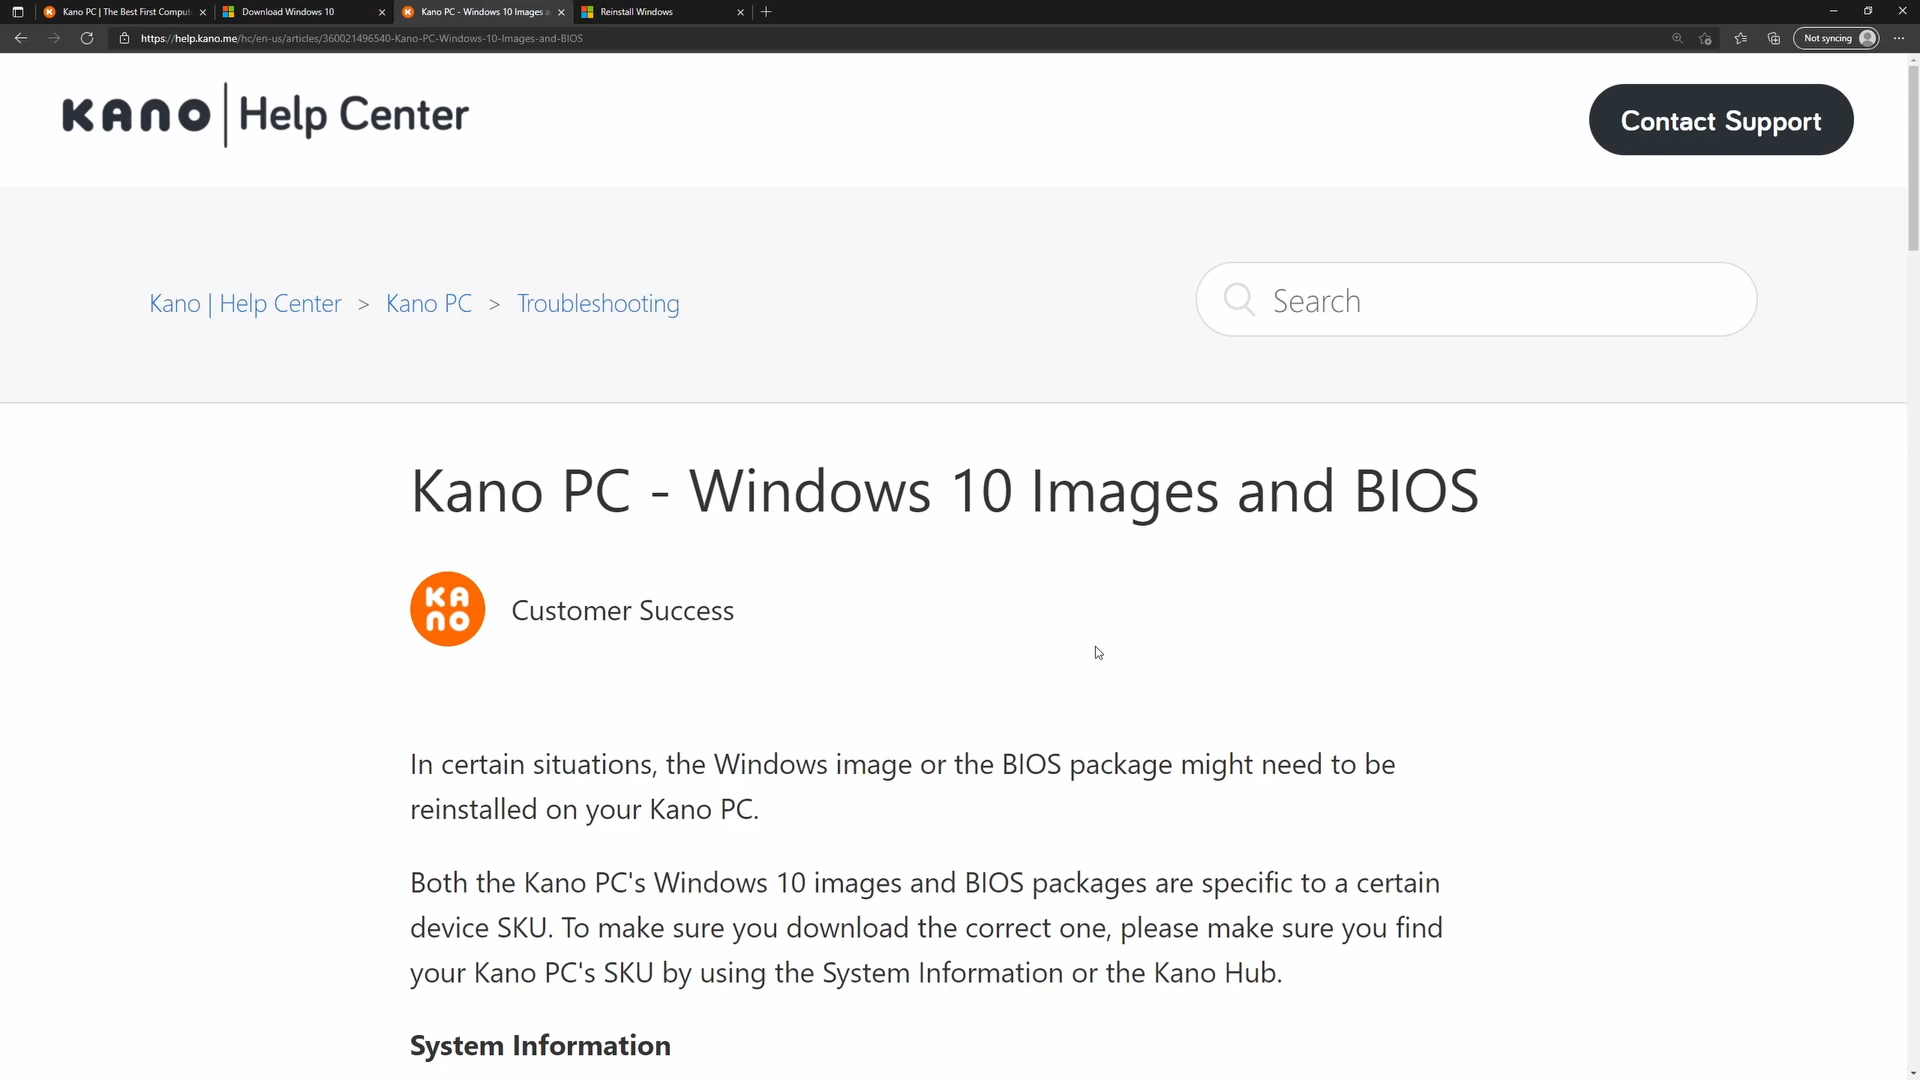 Kano PC | The Best First Comput
Download Windows 10
Kano PC - Windows 10 Images a
Reinstall Windows
https://help.kano.me/hc/en-us/articles/360021496540-Kano-PC-Windows-10-Images-and-BIOS
Not syncing
KANO | Help Center
Contact Support
Kano | Help Center > Kano PC > Troubleshooting
Search
Kano PC - Windows 10 Images and BIOS
KA
NO
Customer Success
In certain situations, the Windows image or the BIOS package might need to be
reinstalled on your Kano PC.
Both the Kano PC's Windows 10 images and BIOS packages are specific to a certain
device SKU. To make sure you download the correct one, please make sure you find
your Kano PC's SKU by using the System Information or the Kano Hub.
System Information